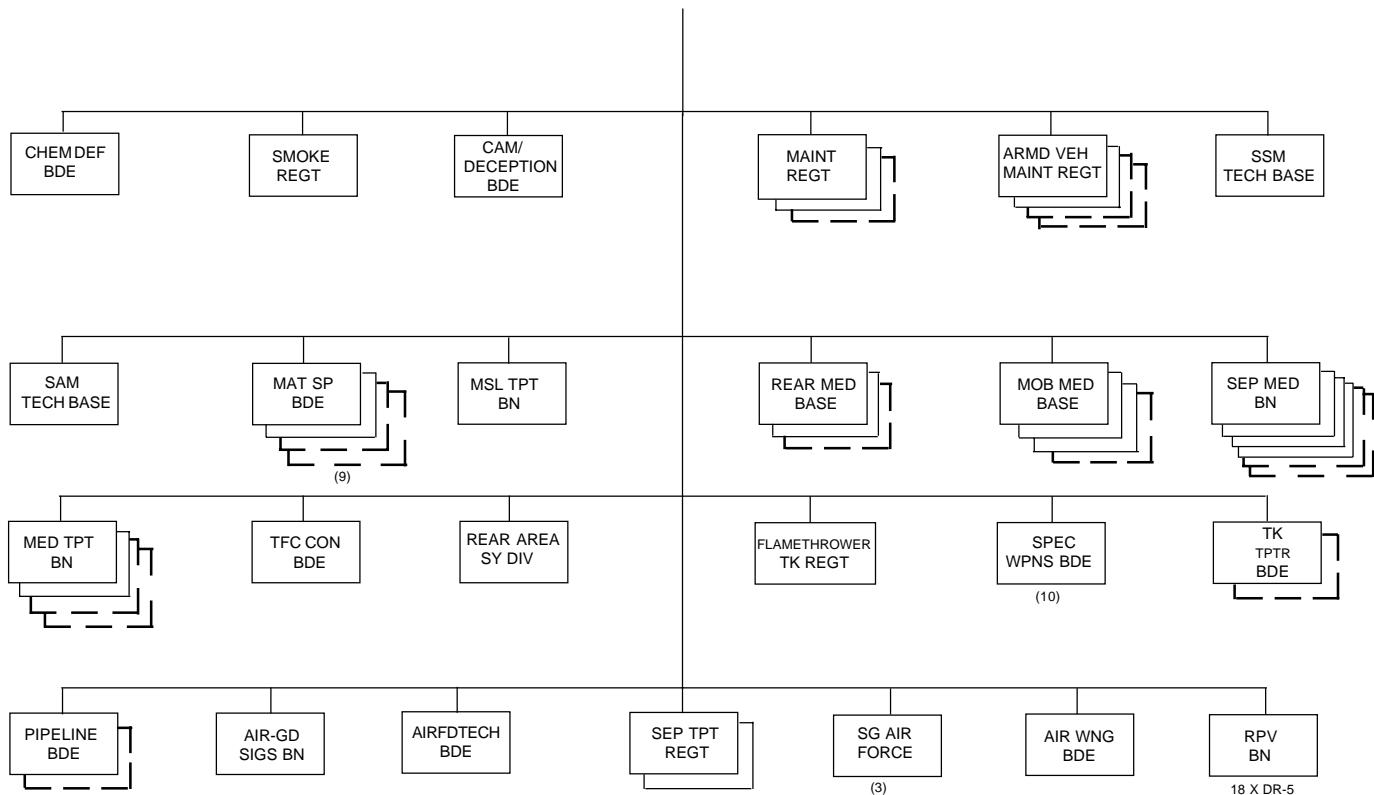 CHEM DEF
BDE
SMOKE
REGT
CAM/
DECEPTION
BDE
MAINT
REGT
ARMD VEH
MAINT REGT
SSM
TECH BASE
SAM
TECH BASE
MAT SP
BDE
(9)
MSL TPT
BN
REAR MED
BASE
MOB MED
BASE
SEP MED
BN
MED TPT
BN
TFC CON
BDE
REAR AREA
SY DIV
FLAMETHROWER
TK REGT
SPEC
WPNS BDE
(10)
TK
TPTR
BDE
PIPELINE
BDE
AIR-GD
SIGS BN
AIRFDTECH
BDE
SEP TPT
REGT
SG AIR
FORCE
(3)
AIR WNG
BDE
RPV
BN
18 X DR-5